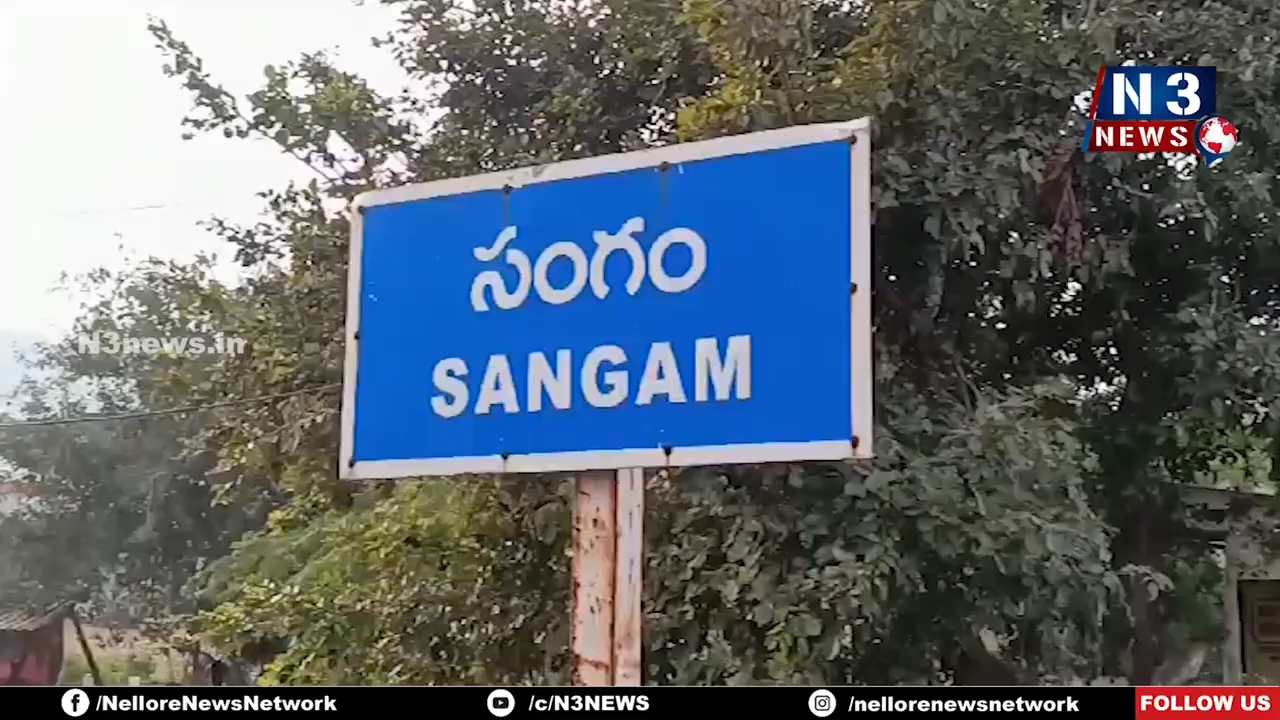 N3
NEWS
సంగం
SANGAM
N3news.in
/NelloreNewsNetwork
/c/N3NEWS
/nellorenewsnetwork
FOLLOW US